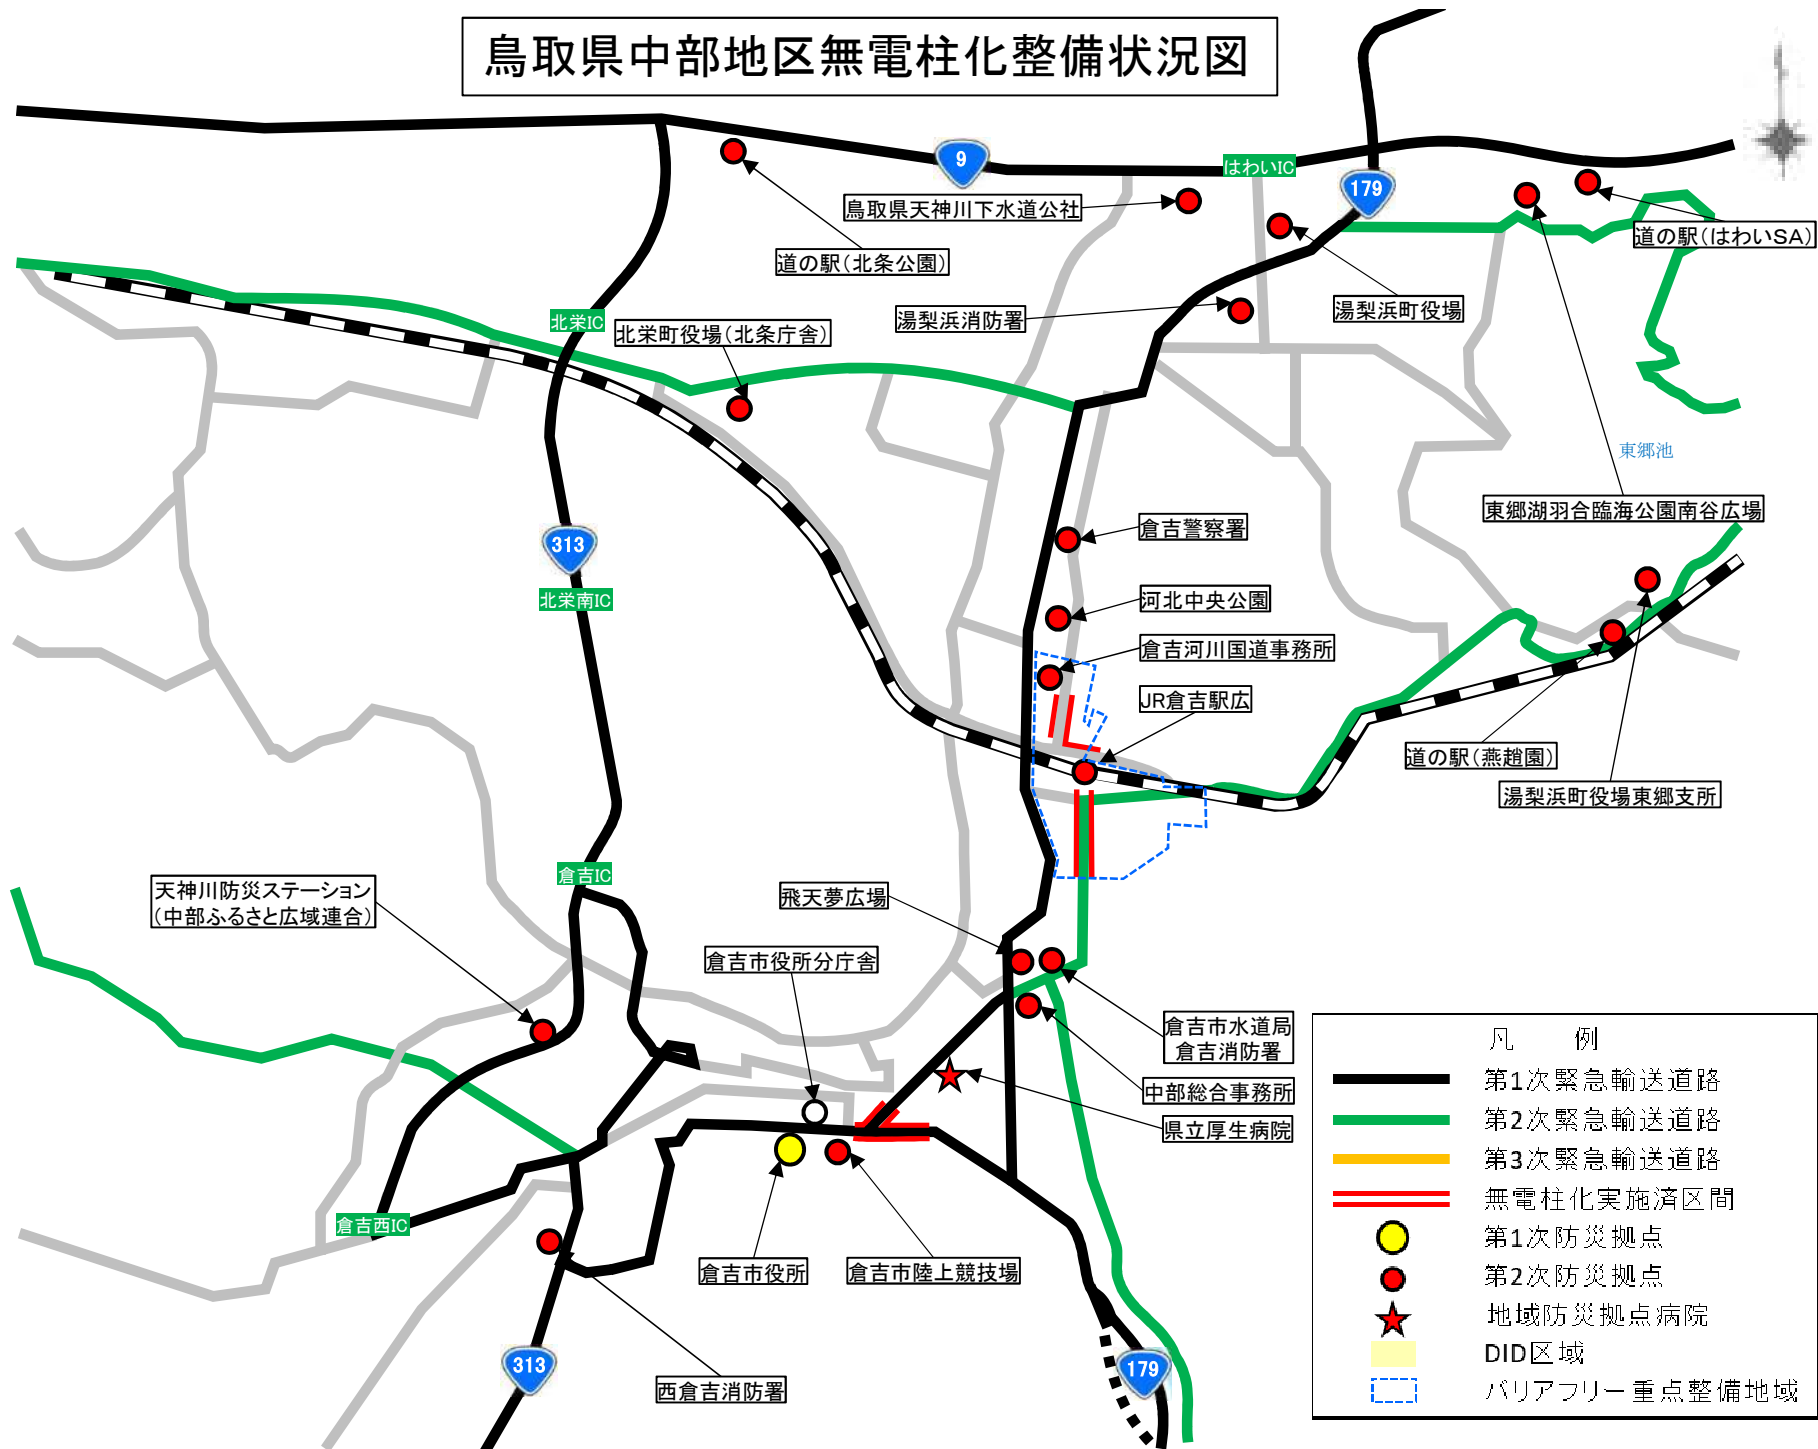 鳥取県中部地区無電柱化整備状況図
9
はわいIC
179
鳥取県天神川下水道公社
道の駅(はわいSA)
道の駅(北条公園)
湯梨浜町役場
湯梨浜消防署
北栄IC
北栄町役場(北条庁舎)
東郷池
東郷湖羽合臨海公園南谷広場
倉吉警察署
313
北栄南IC
河北中央公園
倉吉河川国道事務所
JR倉吉駅広
道の駅(燕趙園)
湯梨浜町役場東郷支所
倉吉IC
天神川防災ステーション
(中部ふるさと広域連合)
飛天夢広場
倉吉市役所分庁舎
倉吉市水道局
倉吉消防署
中部総合事務所
県立厚生病院
倉吉西IC
倉吉市役所
倉吉市陸上競技場
313
西倉吉消防署
179
凡 例
第1次緊急輸送道路
第2次緊急輸送道路
第3次緊急輸送道路
無電柱化実施済区間
第1次防災拠点
第2次防災拠点
地域防災拠点病院
DID区域
バリアフリー重点整備地域